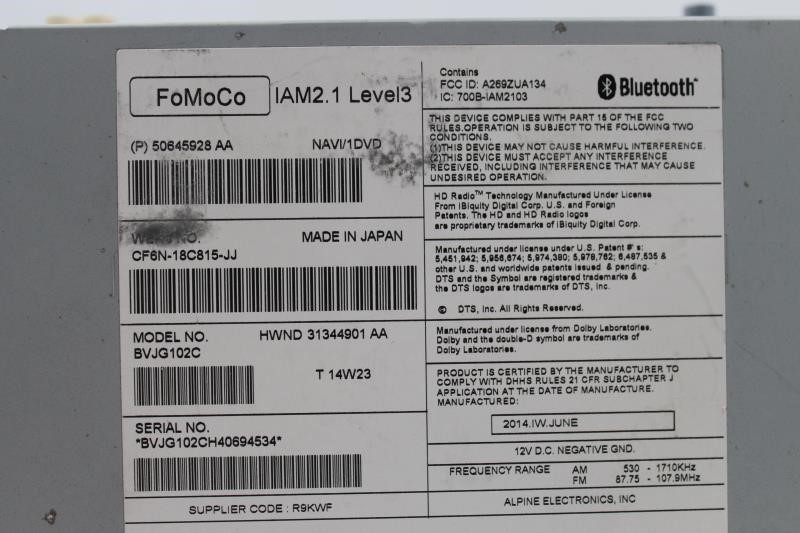 FoMoCo IAM2.1 Level3
(P) 50645928 AA NAVI/1DVD
WERS NO. MADE IN JAPAN
CF6N-18C815-JJ
MODEL NO. HWND 31344901 AA
BVJG102C
T 14W23
SERIAL NO.
*BVJG102CH40694534*
SUPPLIER CODE : R9KWF
Contains
FCC ID: A269ZUA134
IC: 700B-IAM2103
Bluetooth
THIS DEVICE COMPLIES WITH PART 15 OF THE FCC
RULES.OPERATION IS SUBJECT TO THE FOLLOWING TWO
CONDITIONS.
(1)THIS DEVICE MAY NOT CAUSE HARMFUL INTERFERENCE.
(2)THIS DEVICE MUST ACCEPT ANY INTERFERENCE
RECEIVED, INCLUDING INTERFERENCE THAT MAY CAUSE
UNDESIRED OPERATION.
HD Radio™ Technology Manufactured Under License
From iBiquity Digital Corp. U.S. and Foreign
Patents. The HD and HD Radio logos
are proprietary trademarks of iBiquity Digital Corp.
Manufactured under license under U.S. Patent #'s:
5,451,942; 5,956,674; 5,974,380; 5,978,762; 6,487,535 &
other U.S. and worldwide patents issued & pending.
DTS and the Symbol are registered trademarks &
the DTS logos are trademarks of DTS, Inc.
© DTS, Inc. All Rights Reserved.
Manufactured under license from Dolby Laboratories.
Dolby and the double-D symbol are trademarks of
Dolby Laboratories.
PRODUCT IS CERTIFIED BY THE MANUFACTURER TO
COMPLY WITH DHHS RULES 21 CFR SUBCHAPTER J
APPLICATION AT THE DATE OF MANUFACTURE.
MANUFACTURED:
2014.IW.JUNE
12V D.C. NEGATIVE GND.
FREQUENCY RANGE AM 530 - 1710KHz
FM 87.75 - 107.9MHz
ALPINE ELECTRONICS, INC